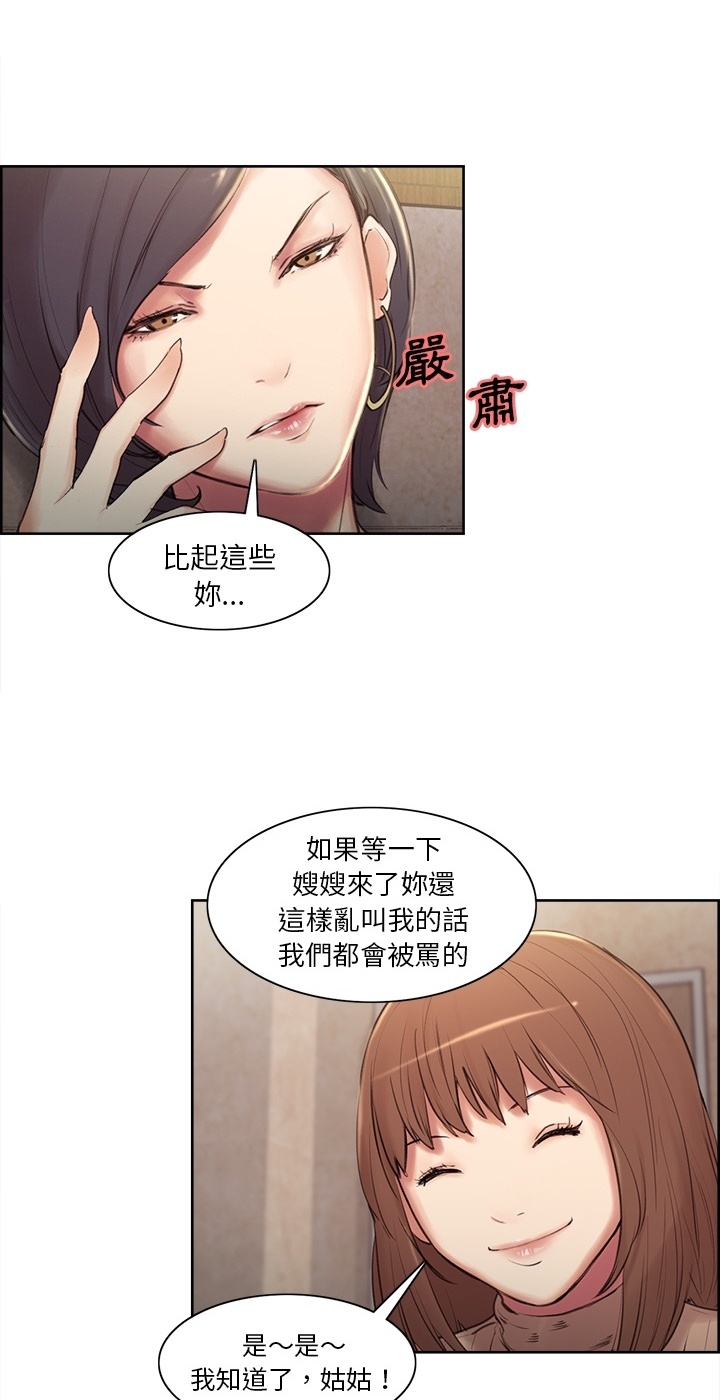 嚴肅
比起這些
妳...
如果等一下
嫂嫂來了妳還
這樣亂叫我的話
我們都會被罵的
是～是～
我知道了，姑姑！